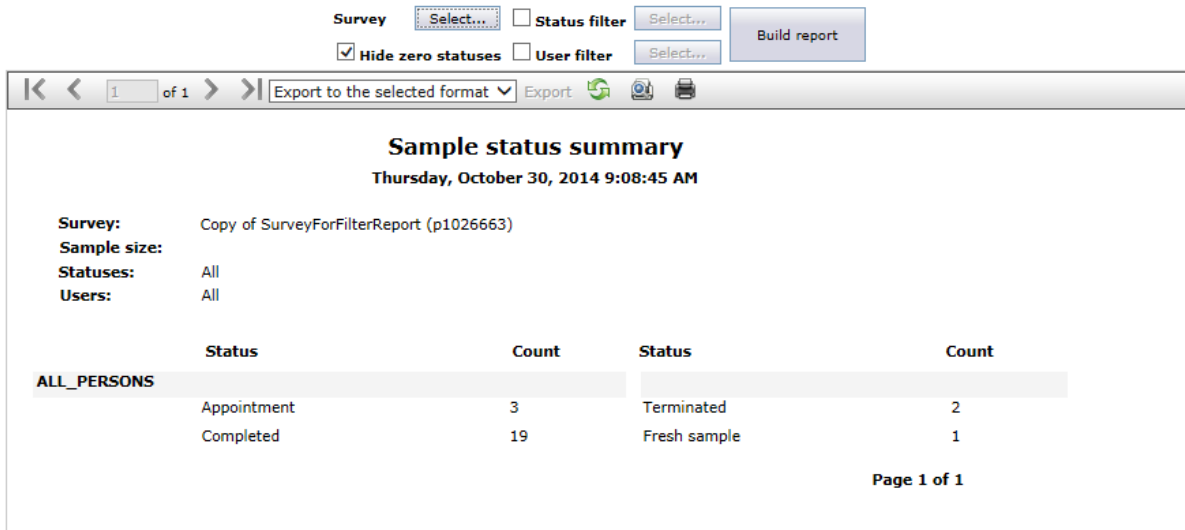 Survey Select... Status filter Select... Build report
Hide zero statuses User filter Select...
1 of 1 Export to the selected format Export
Sample status summary
Thursday, October 30, 2014 9:08:45 AM
Survey: Copy of SurveyForFilterReport (p1026663)
Sample size:
Statuses: All
Users: All
Status Count Status Count
ALL_PERSONS
Appointment 3 Terminated 2
Completed 19 Fresh sample 1
Page 1 of 1